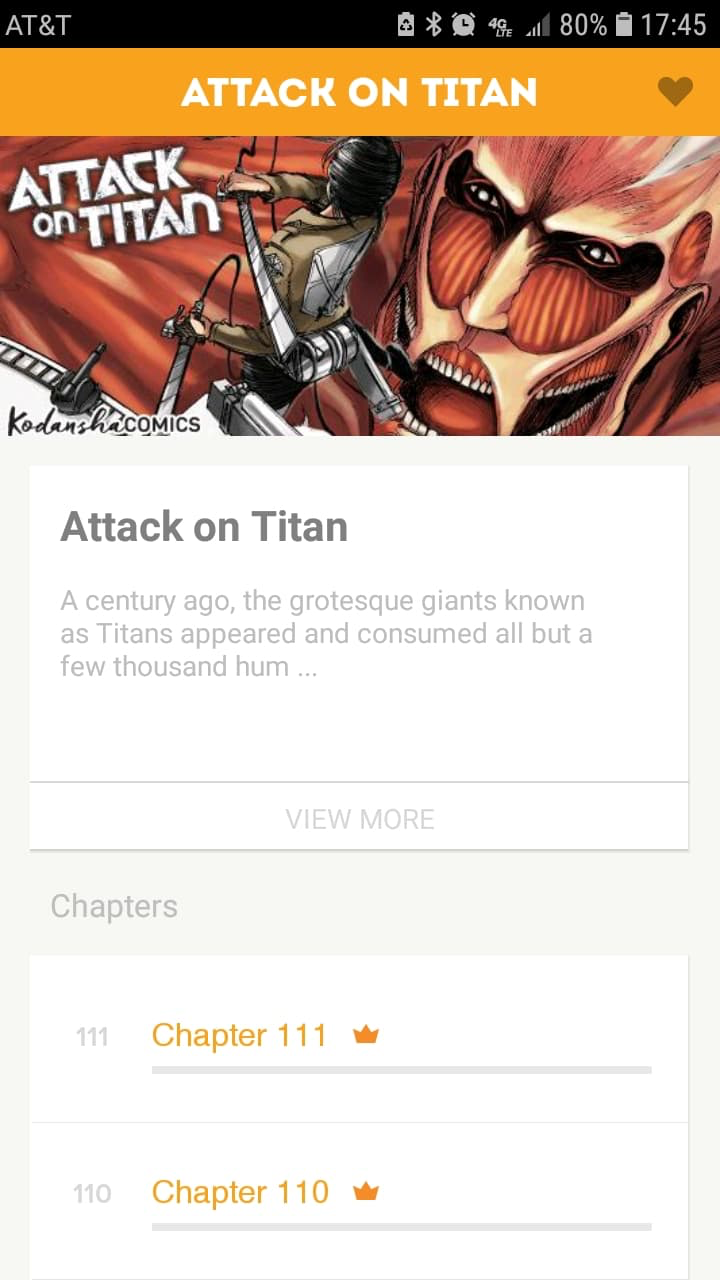 AT&T 4G LTE 80% 17:45
ATTACK ON TITAN
ATTACK
on TITAN
Kodansha COMICS
Attack on Titan
A century ago, the grotesque giants known
as Titans appeared and consumed all but a
few thousand hum ...
VIEW MORE
Chapters
111 Chapter 111
110 Chapter 110